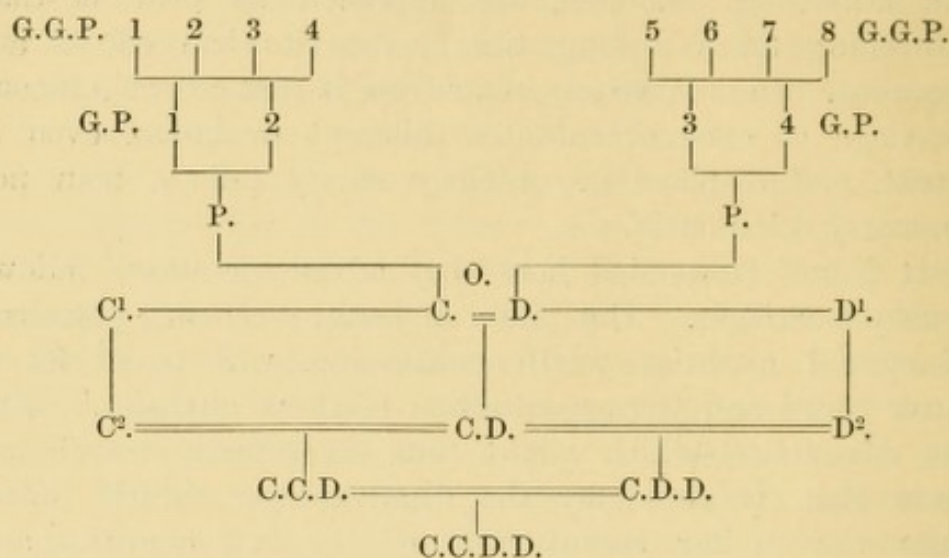 G.G.P. 1 2 3 4 5 6 7 8 G.G.P.
G.P. 1 2 3 4 G.P.
P. P.
O.
C¹. C. = D. D¹.
C². C.D. D².
C.C.D. C.D.D.
C.C.D.D.